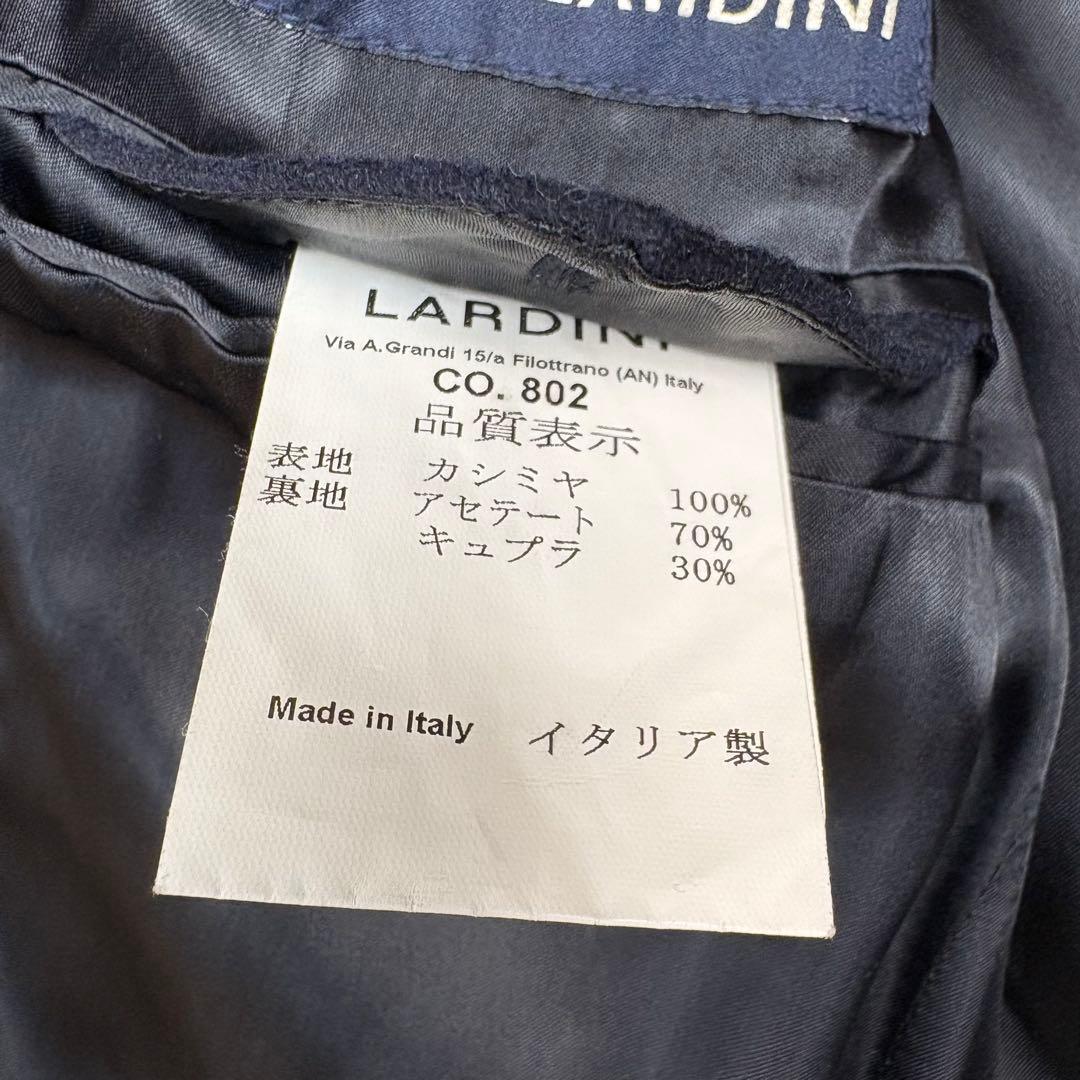 LARDINI
LARDINI
Via A.Grandi 15/a Filottrano (AN) Italy
CO. 802
品質表示
表地 カシミヤ 100%
裏地 アセテート 70%
キュプラ 30%
Made in Italy イタリア製